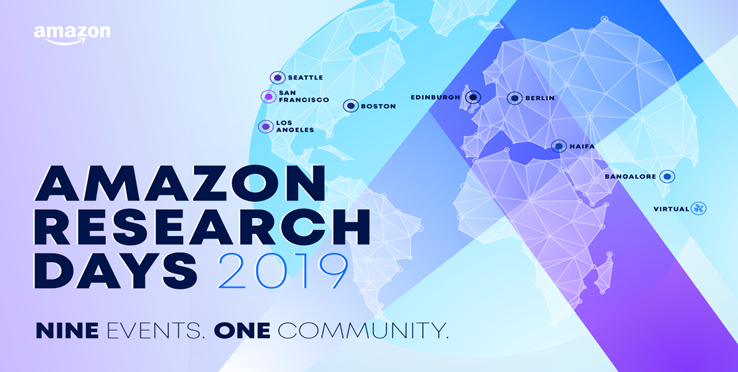 amazon
SEATTLE
SAN
FRANCISCO
BOSTON
LOS
ANGELES
EDINBURGH
BERLIN
HAIFA
BANGALORE
VIRTUAL
AMAZON
RESEARCH
DAYS 2019
NINE EVENTS. ONE COMMUNITY.